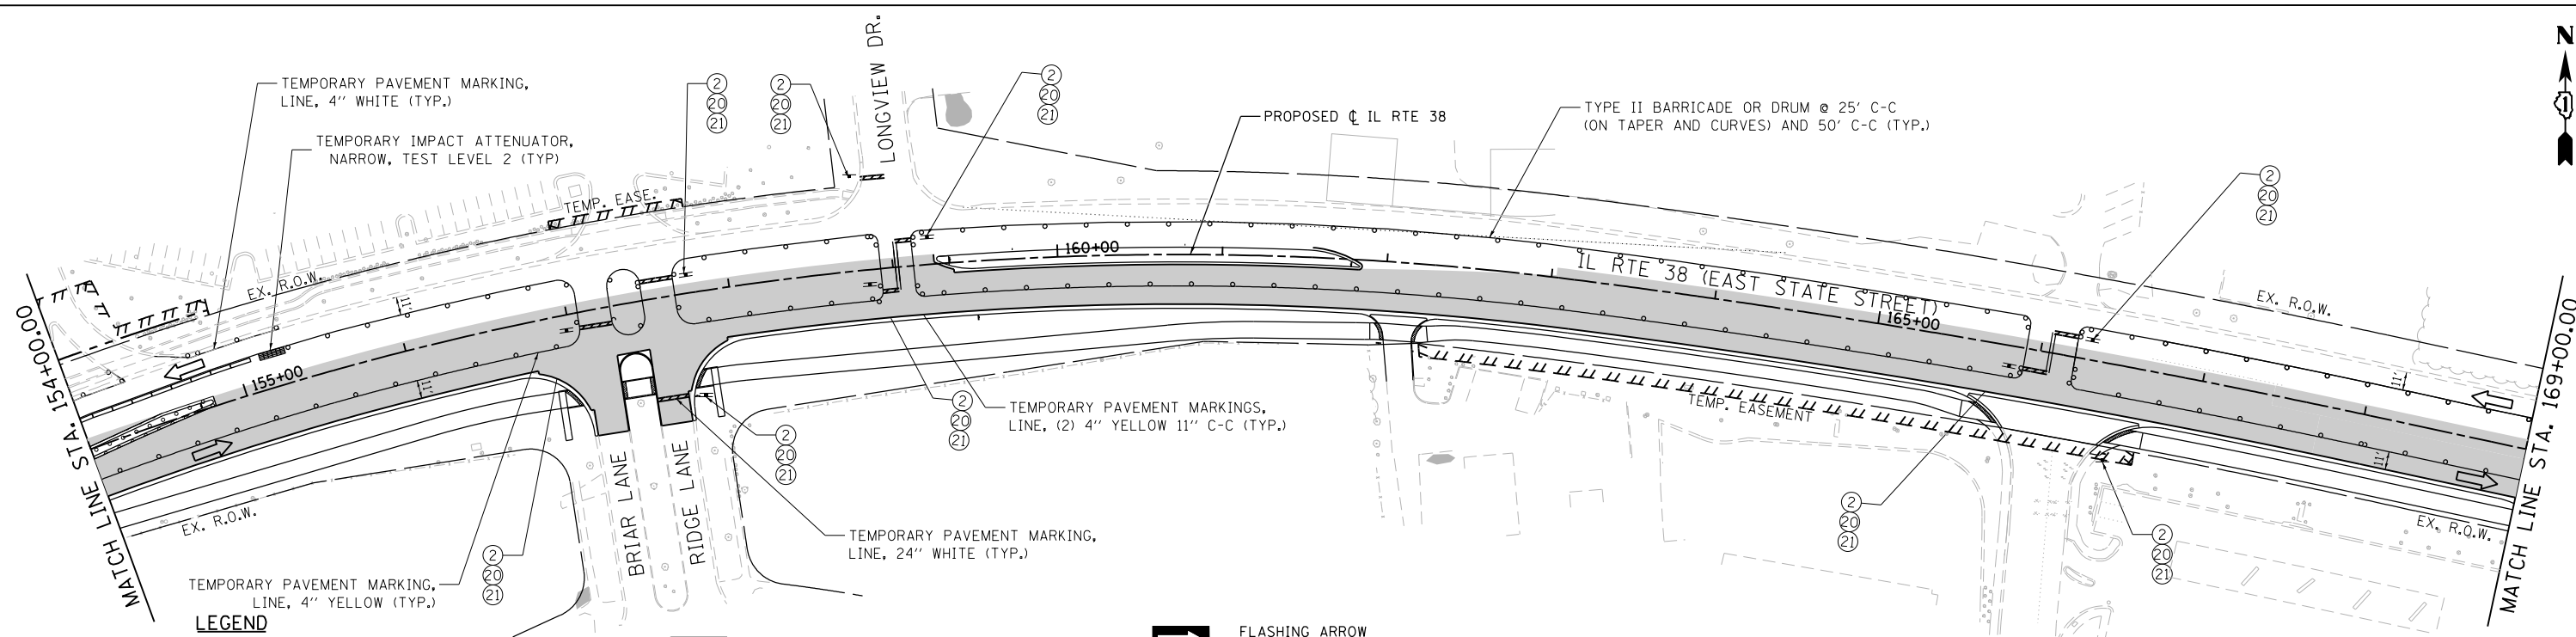 TEMPORARY PAVEMENT MARKING,
LINE, 4" WHITE (TYP.)
TEMPORARY IMPACT ATTENUATOR,
NARROW, TEST LEVEL 2 (TYP)
2
20
21
2
20
21
LONGVIEW DR.
2
20
21
PROPOSED ℄ IL RTE 38
TYPE II BARRICADE OR DRUM @ 25' C-C
(ON TAPER AND CURVES) AND 50' C-C (TYP.)
2
20
21
N
1
TEMP. EASE.
EX. R.O.W.
11'
160+00
IL RTE 38 (EAST STATE STREET)
165+00
EX. R.O.W.
11'
MATCH LINE STA. 154+00.00
155+00
11'
EX. R.O.W.
TEMPORARY PAVEMENT MARKING,
LINE, 4" YELLOW (TYP.)
2
20
21
BRIAR LANE
RIDGE LANE
2
20
21
2
20
21
TEMPORARY PAVEMENT MARKINGS,
LINE, (2) 4" YELLOW 11" C-C (TYP.)
TEMPORARY PAVEMENT MARKING,
LINE, 24" WHITE (TYP.)
TEMP. EASEMENT
2
20
21
2
20
21
11'
EX. R.O.W.
MATCH LINE STA. 169+00.00
LEGEND
FLASHING ARROW